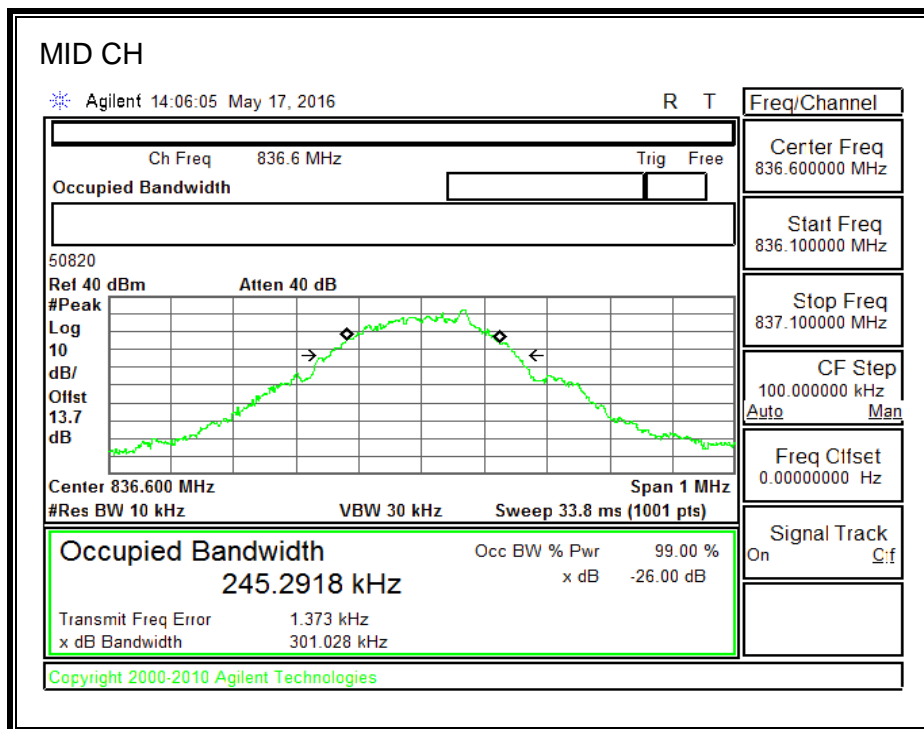 MID CH
Agilent 14:06:05 May 17, 2016 R T
Freq/Channel
Ch Freq 836.6 MHz Trig Free
Occupied Bandwidth
Center Freq
836.600000 MHz
Start Freq
836.100000 MHz
Stop Freq
837.100000 MHz
CF Step
100.000000 kHz
Auto Man
Freq Offset
0.00000000 Hz
Signal Track
On Off
50820
Ref 40 dBm Atten 40 dB
#Peak
Log
10
dB/
Offst
13.7
dB
Center 836.600 MHz Span 1 MHz
#Res BW 10 kHz VBW 30 kHz Sweep 33.8 ms (1001 pts)
Occupied Bandwidth
245.2918 kHz
Occ BW % Pwr 99.00 %
x dB -26.00 dB
Transmit Freq Error 1.373 kHz
x dB Bandwidth 301.028 kHz
Copyright 2000-2010 Agilent Technologies